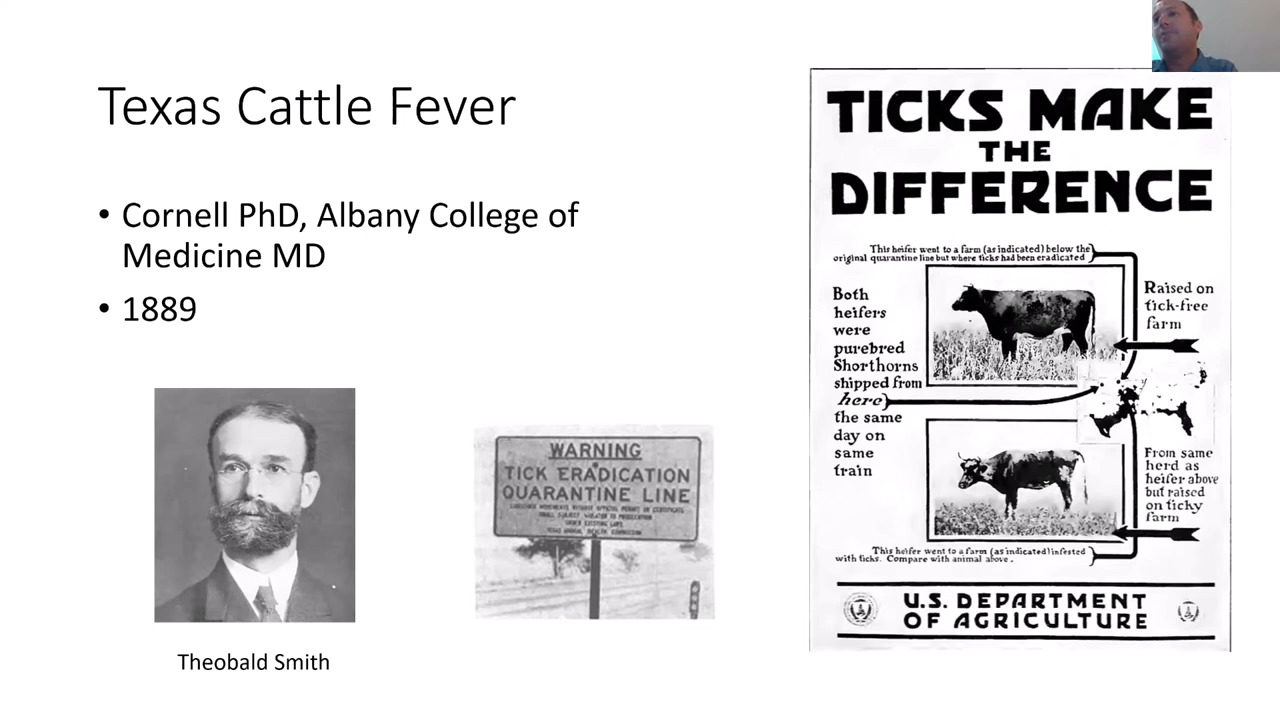 Texas Cattle Fever
• Cornell PhD, Albany College of
Medicine MD
• 1889
Theobald Smith
WARNING
TICK ERADICATION
QUARANTINE LINE
TICKS MAKE
THE
DIFFERENCE
This heifer went to a farm (as indicated) below the
original quarantine line but where ticks had been eradicated
Both
heifers
were
purebred
Shorthorns
shipped from
here
the same
day on
same
train
Raised on
tick-free
farm
From same
herd as
heifer above
but raised
on ticky
farm
This heifer went to a farm (as indicated) infested
with ticks. Compare with animal above.
U.S. DEPARTMENT
OF AGRICULTURE